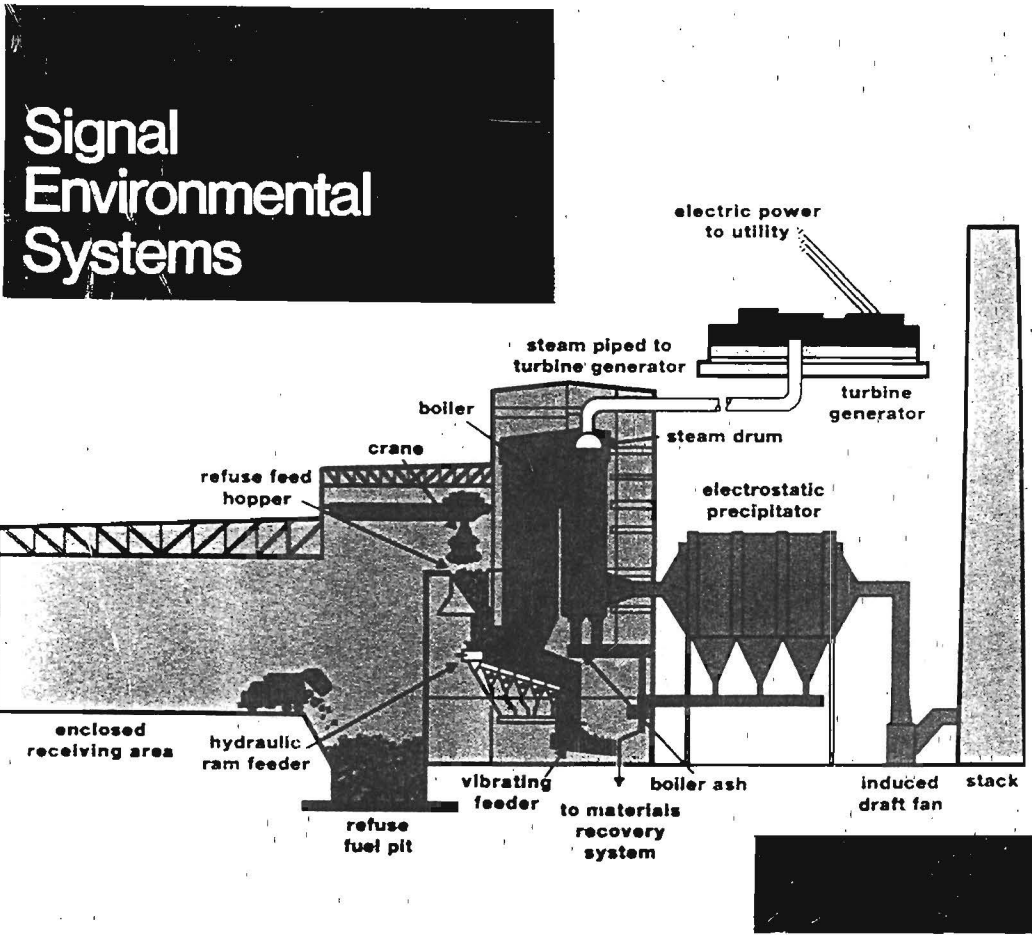 Signal
Environmental
Systems
electric power
to utility
steam piped to
turbine generator
turbine
generator
boiler
steam drum
crane
refuse feed
hopper
electrostatic
precipitator
enclosed
receiving area
hydraulic
ram feeder
vibrating
feeder
boiler ash
induced
draft fan
stack
to materials
recovery
system
refuse
fuel pit